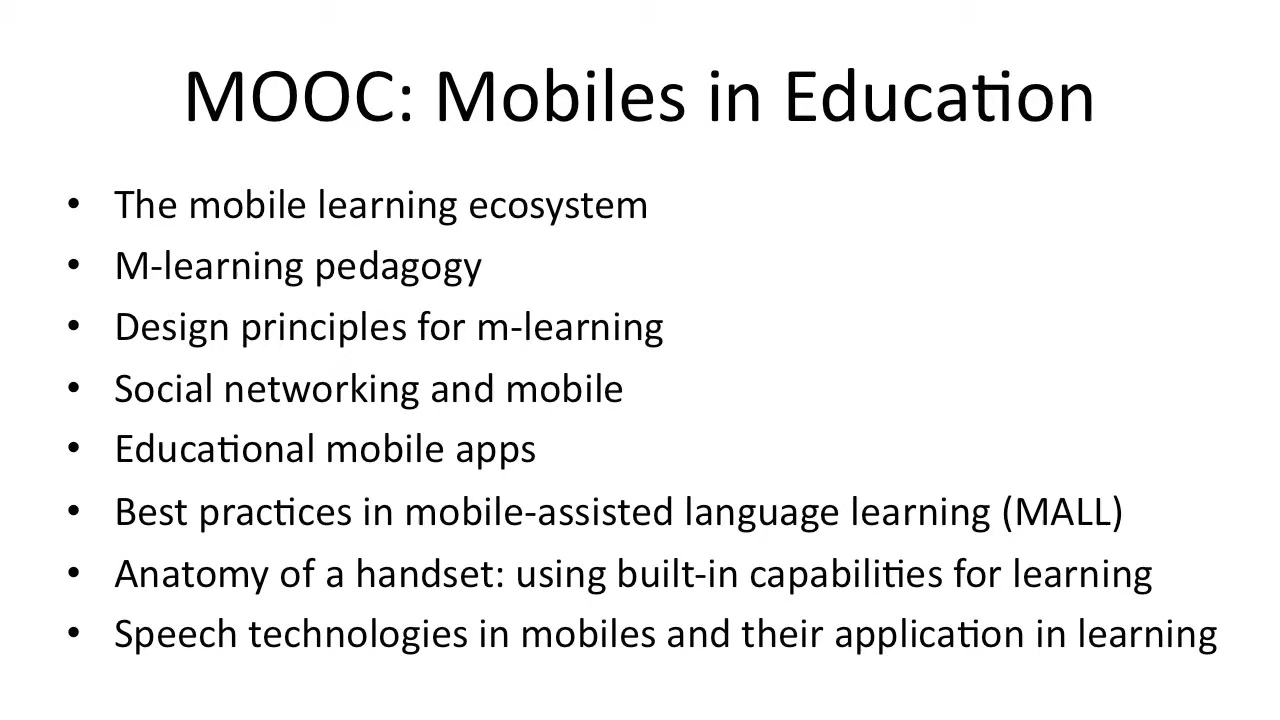 MOOC: Mobiles in Education
• The mobile learning ecosystem
• M-learning pedagogy
• Design principles for m-learning
• Social networking and mobile
• Educational mobile apps
• Best practices in mobile-assisted language learning (MALL)
• Anatomy of a handset: using built-in capabilities for learning
• Speech technologies in mobiles and their application in learning